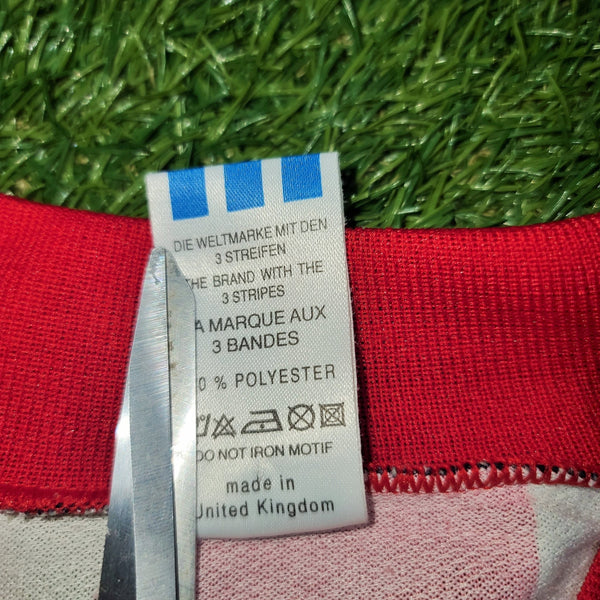 DIE WELTMARKE MIT DEN
3 STREIFEN
THE BRAND WITH THE
3 STRIPES
LA MARQUE AUX
3 BANDES
% POLYESTER
DO NOT IRON MOTIF
made in
United Kingdom